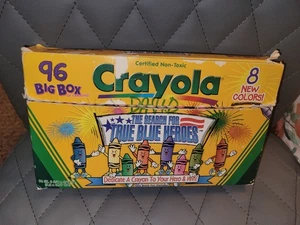 Certified Non-Toxic
96
BIG BOX
Crayola
8
NEW
COLORS!
THE SEARCH FOR
TRUE BLUE HEROES
Dedicate A Crayon To Your Hero & Win!